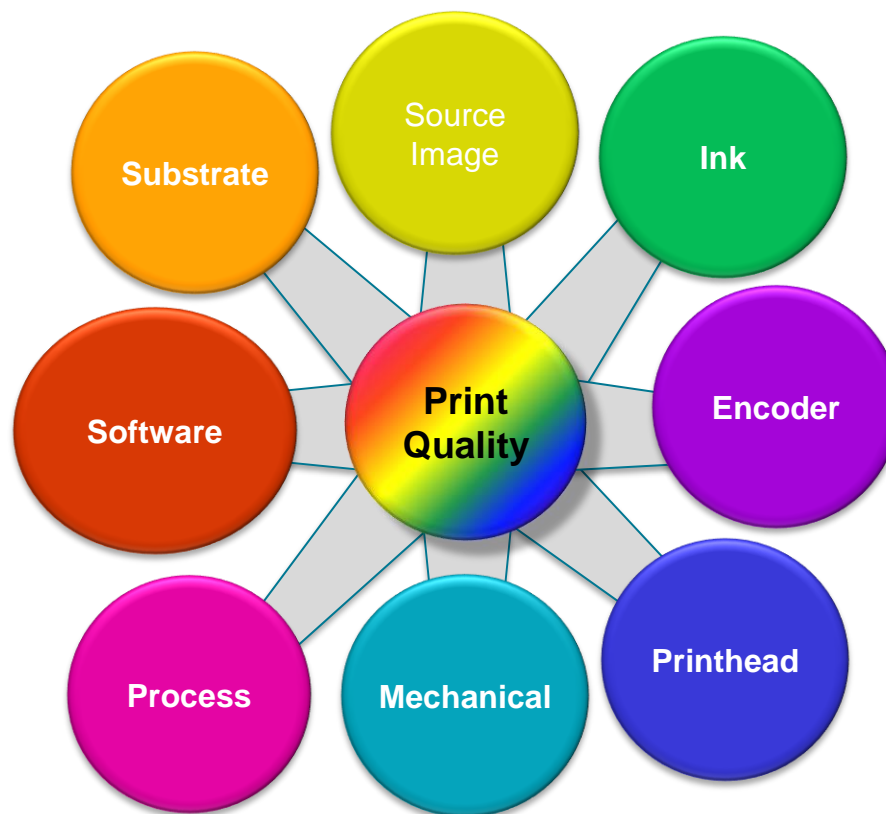 Source
Image
Substrate
Ink
Print
Quality
Software
Encoder
Process
Mechanical
Printhead